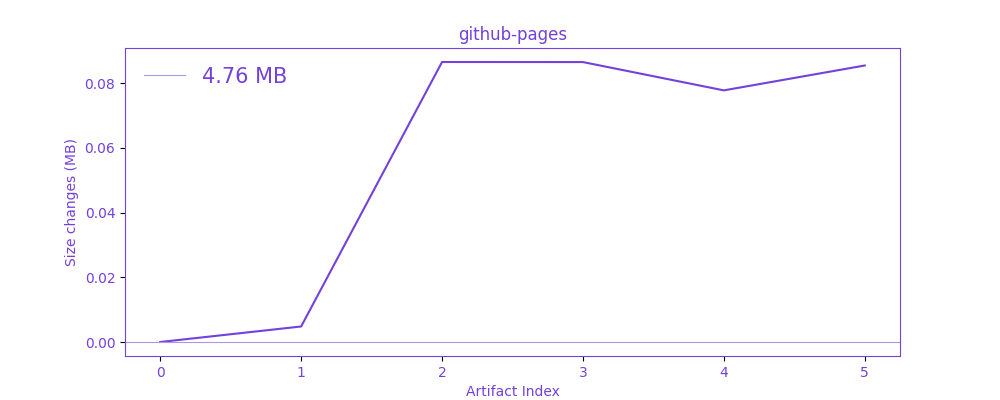 github-pages
4.76 MB
Size changes (MB)
0.08
0.06
0.04
0.02
0.00
0 1 2 3 4 5
Artifact Index